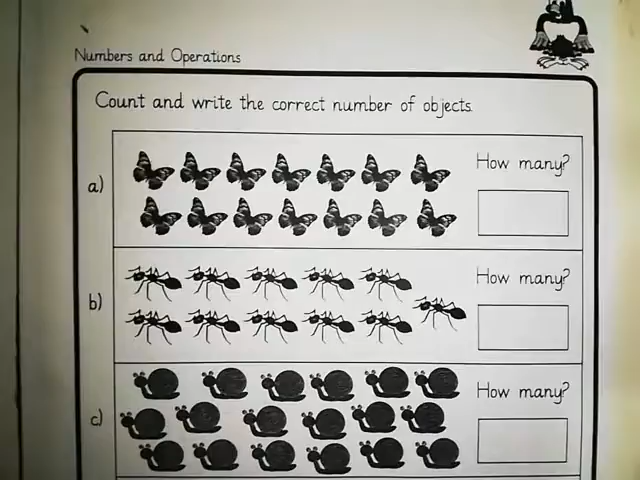 Numbers and Operations
Count and write the correct number of objects.
a)
How many?
b)
How many?
c)
How many?